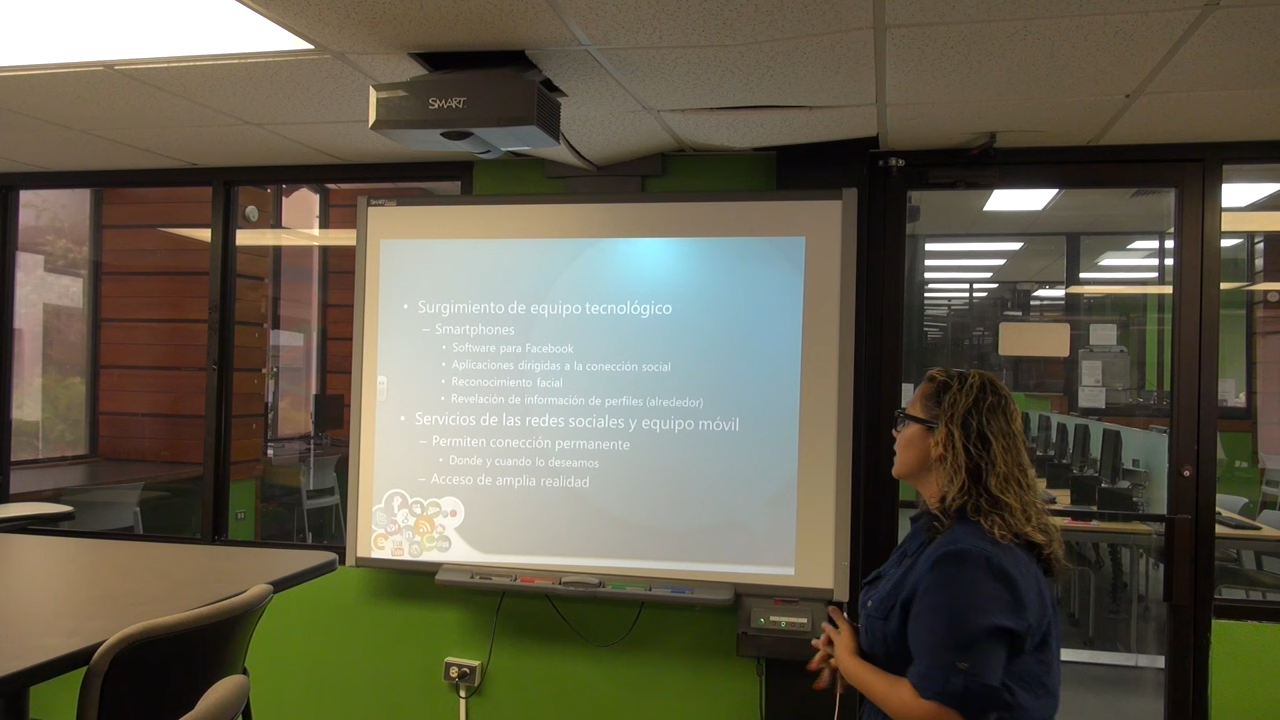 SMART
SMART
• Surgimiento de equipo tecnológico
– Smartphones
• Software para Facebook
• Aplicaciones dirigidas a la conección social
• Reconocimiento facial
• Revelación de información de perfiles (alrededor)
• Servicios de las redes sociales y equipo móvil
– Permiten conección permanente
• Donde y cuando lo deseamos
– Acceso de amplia realidad